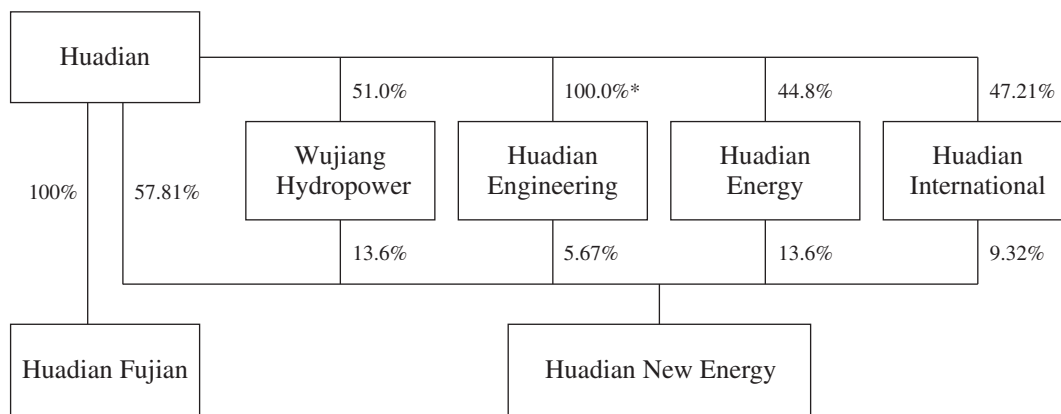 Huadian
51.0%
100.0%*
44.8%
47.21%
Wujiang
Hydropower
Huadian
Engineering
Huadian
Energy
Huadian
International
100%
57.81%
13.6%
5.67%
13.6%
9.32%
Huadian Fujian
Huadian New Energy